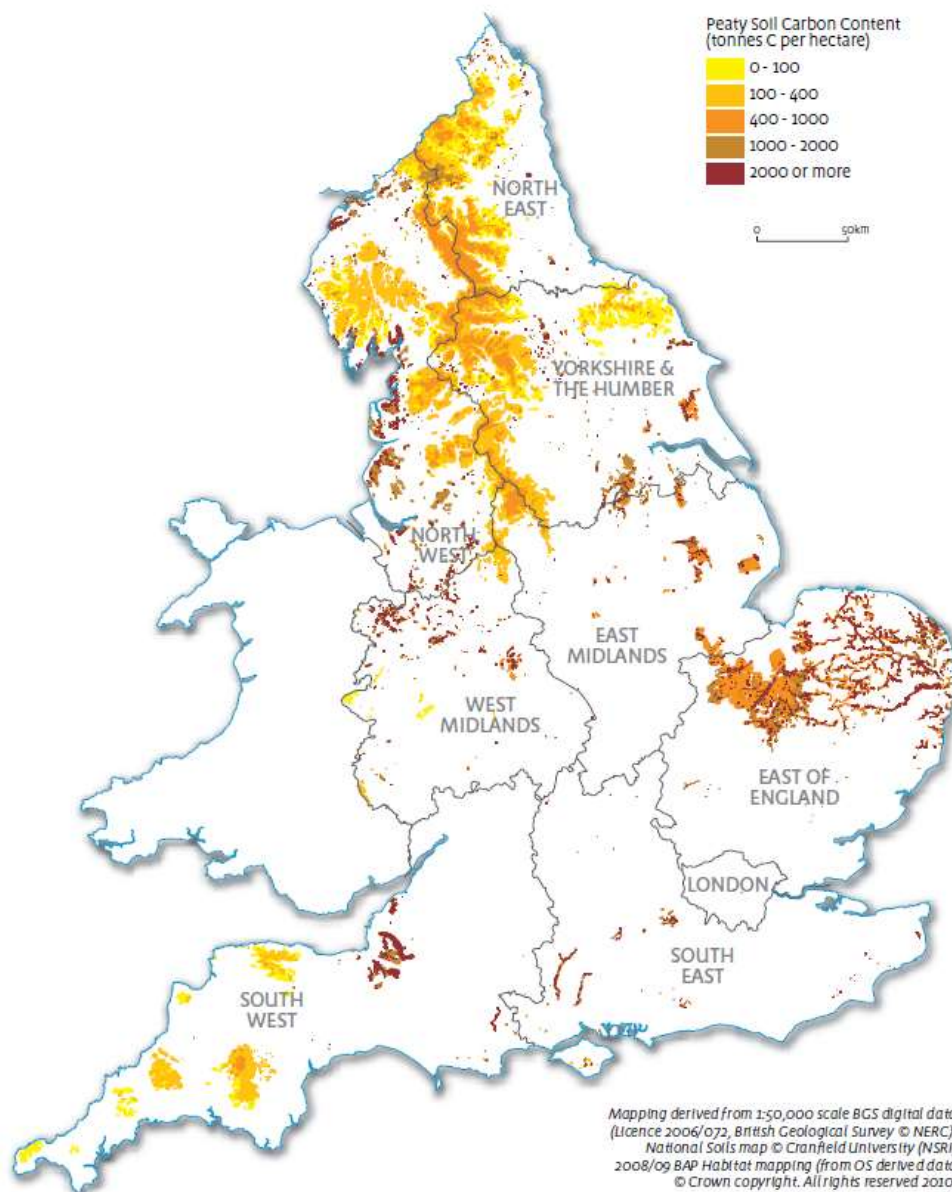 Peaty Soil Carbon Content
(tonnes C per hectare)
0 - 100
100 - 400
400 - 1000
1000 - 2000
2000 or more
0 50km
NORTH
EAST
YORKSHIRE &
THE HUMBER
NORTH
WEST
EAST
MIDLANDS
WEST
MIDLANDS
EAST OF
ENGLAND
LONDON
SOUTH
EAST
SOUTH
WEST
Mapping derived from 1:50,000 scale BGS digital data
(Licence 2006/072, British Geological Survey © NERC)
National Soils map © Cranfield University (NSRI)
2008/09 BAP Habitat mapping (from OS derived data
© Crown copyright. All rights reserved